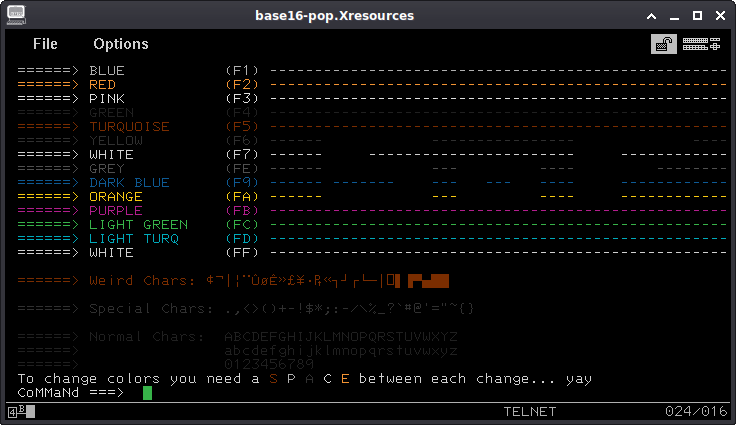 base16-pop.Xresources
File Options
======> BLUE (F1) ----------------------------------------------------
======> RED (F2) ----------------------------------------------------
======> PINK (F3) ----------------------------------------------------
======> GREEN (F4) ----------------------------------------------------
======> TURQUOISE (F5) ----------------------------------------------------
======> YELLOW (F6) ------ ----
======> WHITE (F7) ------ ------------------------ ------------
======> GREY (FE) ------ --- ---- ------------
======> DARK BLUE (F9) ------ ------- --- --- ---- ------------
======> ORANGE (FA) ------ --- ---- ------------
======> PURPLE (FB) ----------------------------------------------------
======> LIGHT GREEN (FC) ----------------------------------------------------
======> LIGHT TURQ (FD) ----------------------------------------------------
======> WHITE (FF) ----------------------------------------------------
======> Weird Chars:
======> Special Chars: .,<>()+-!$*;:-/\%_?`#@'="~{}
======> Normal Chars: ABCDEFGHIJKLMNOPQRSTUVWXYZ
======> abcdefghijklmnopqrstuvwxyz
======> 0123456789
To change colors you need a S P A C E between each change... yay
CoMMaNd ===>
4B TELNET 024/016